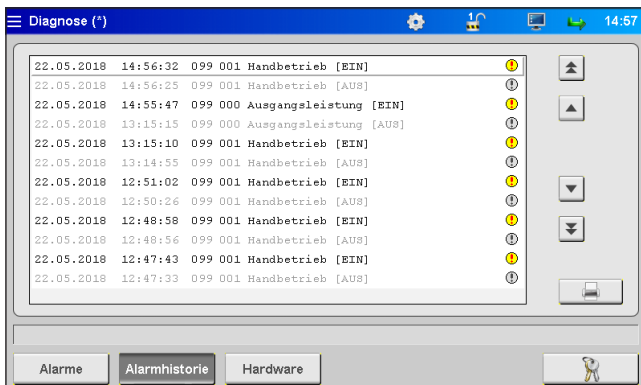 Diagnose (*) 14:57
22.05.2018 14:56:32 099 001 Handbetrieb [EIN]
22.05.2018 14:56:25 099 001 Handbetrieb [AUS]
22.05.2018 14:55:47 099 000 Ausgangsleistung [EIN]
22.05.2018 13:15:15 099 000 Ausgangsleistung [AUS]
22.05.2018 13:15:10 099 001 Handbetrieb [EIN]
22.05.2018 13:14:55 099 001 Handbetrieb [AUS]
22.05.2018 12:51:02 099 001 Handbetrieb [EIN]
22.05.2018 12:50:26 099 001 Handbetrieb [AUS]
22.05.2018 12:48:58 099 001 Handbetrieb [EIN]
22.05.2018 12:48:56 099 001 Handbetrieb [AUS]
22.05.2018 12:47:43 099 001 Handbetrieb [EIN]
22.05.2018 12:47:33 099 001 Handbetrieb [AUS]
Alarme Alarmhistorie Hardware